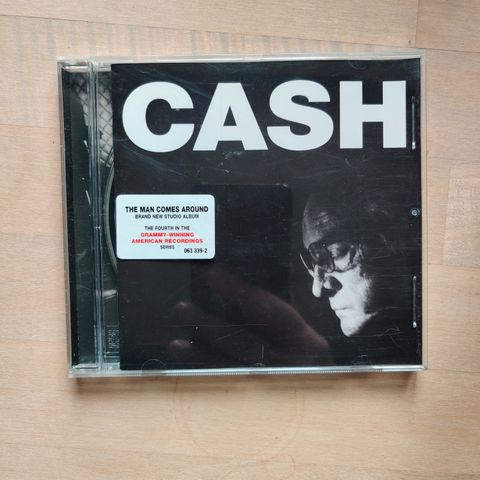 CASH
THE MAN COMES AROUND
BRAND NEW STUDIO ALBUM
THE FOURTH IN THE
GRAMMY-WINNING
AMERICAN RECORDINGS
SERIES
063 339-2